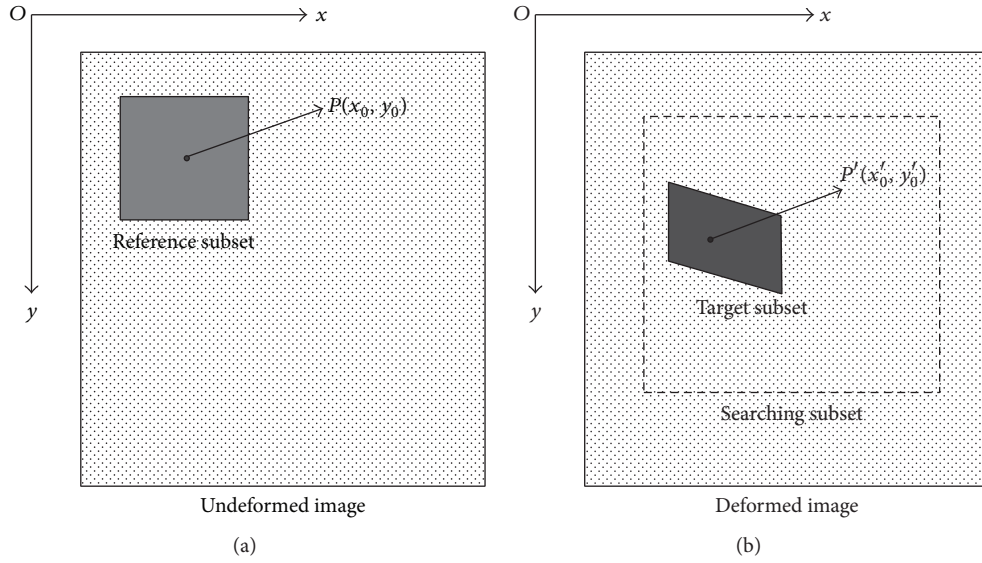 O
x
P(x₀, y₀)
Reference subset
y
Undeformed image
(a)
O
x
P′(x′₀, y′₀)
Target subset
y
Searching subset
Deformed image
(b)